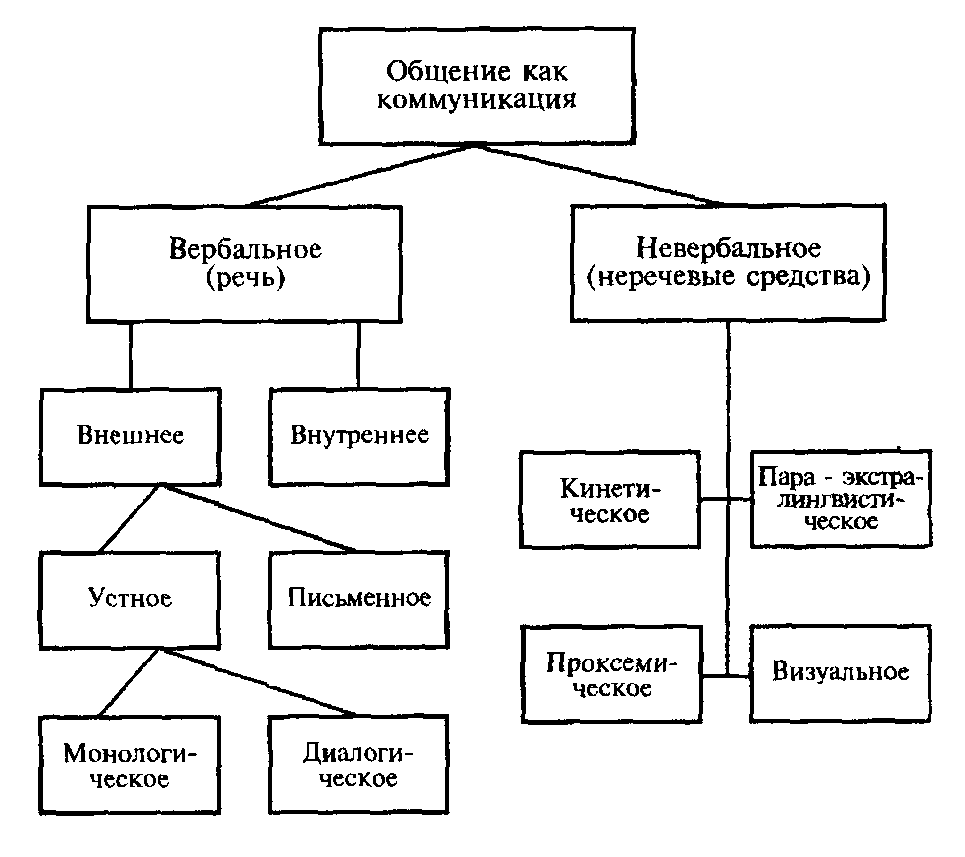 Общение как
коммуникация
Вербальное
(речь)
Невербальное
(неречевые средства)
Внешнее
Внутреннее
Кинети-
ческое
Пара - экстра-
лингвисти-
ческое
Устное
Письменное
Проксеми-
ческое
Визуальное
Монологи-
ческое
Диалоги-
ческое